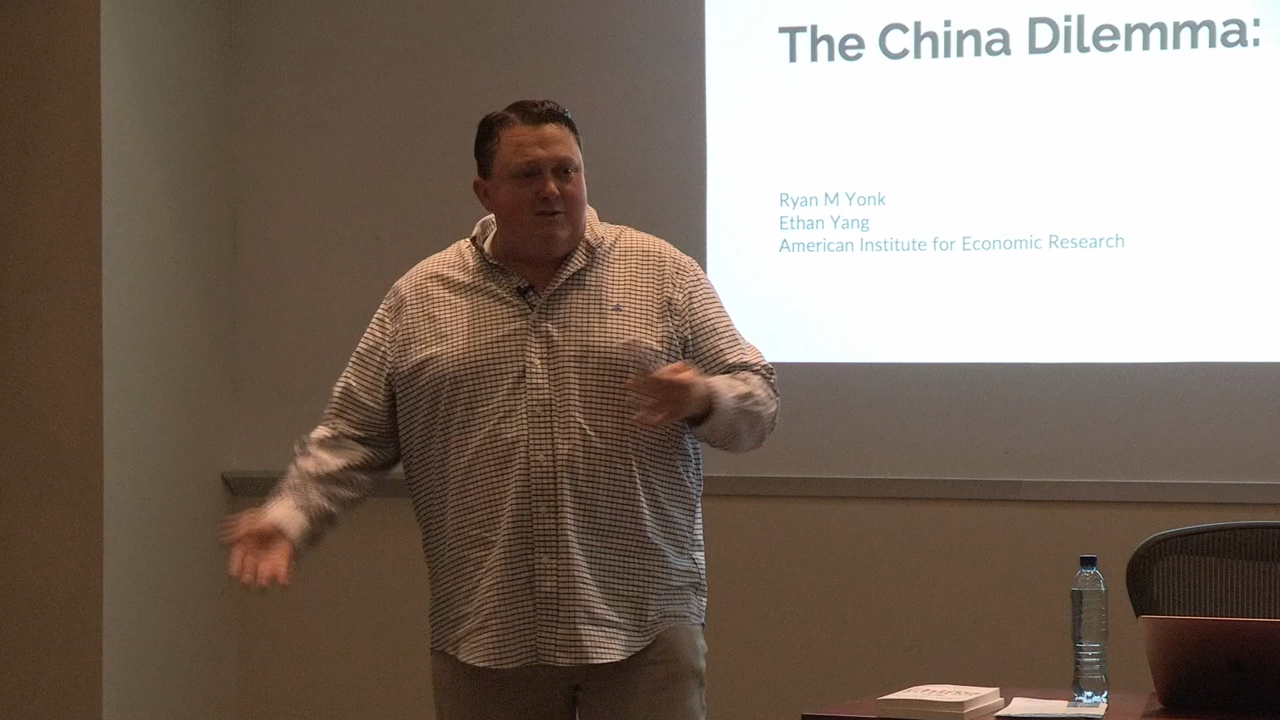 The China Dilemma:
Ryan M Yonk
Ethan Yang
American Institute for Economic Research